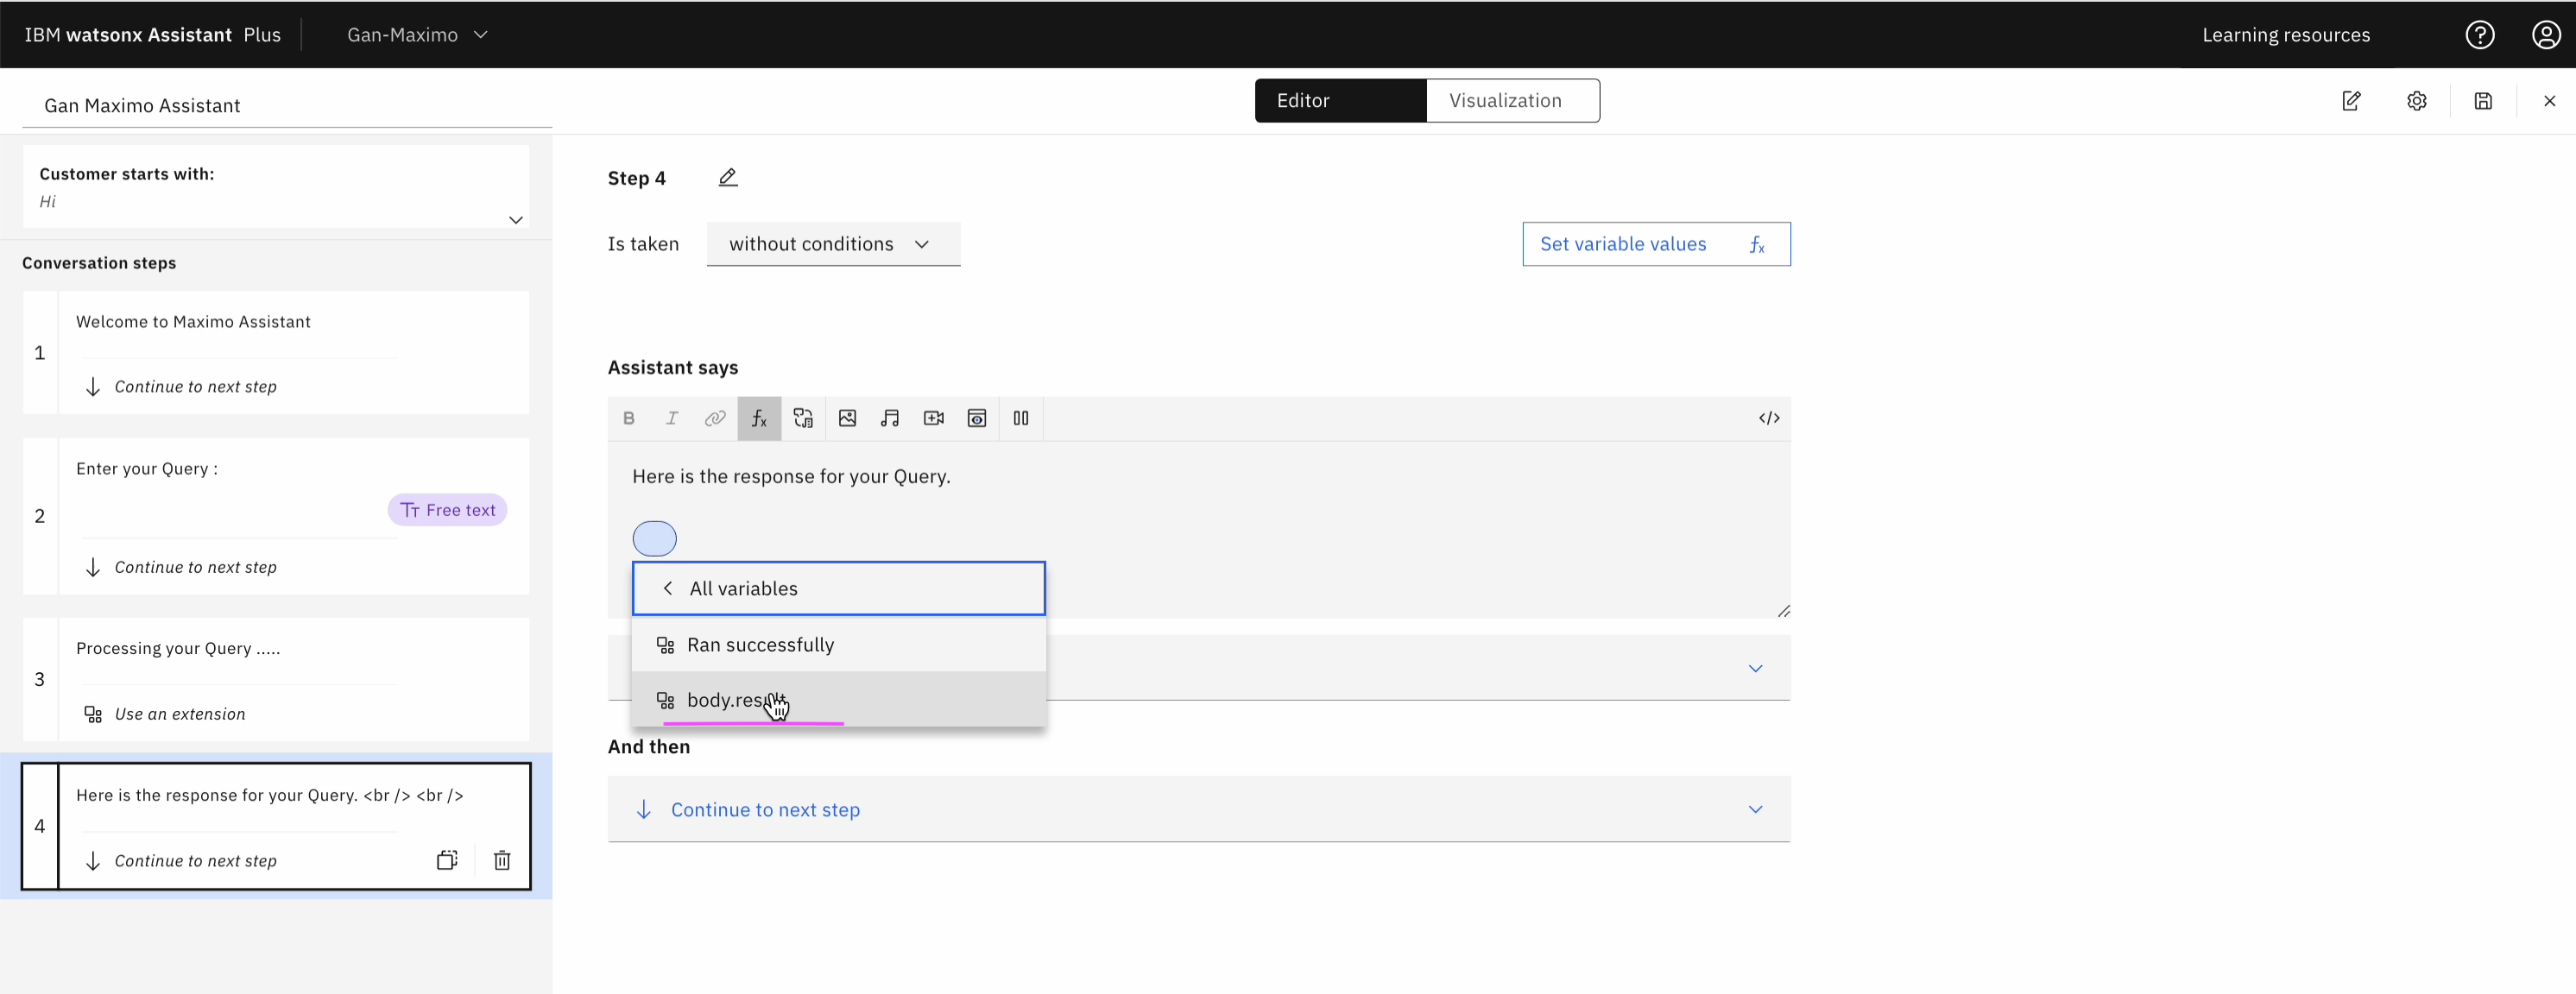 IBM watsonx Assistant Plus
Gan-Maximo
Learning resources
Gan Maximo Assistant
Editor
Visualization
Customer starts with:
Hi
Conversation steps
1
Welcome to Maximo Assistant
Continue to next step
2
Enter your Query :
Free text
Continue to next step
3
Processing your Query .....
Use an extension
4
Here is the response for your Query. <br /> <br />
Continue to next step
Step 4
Is taken
without conditions
Set variable values
Assistant says
Here is the response for your Query.
All variables
Ran successfully
And then
Continue to next step